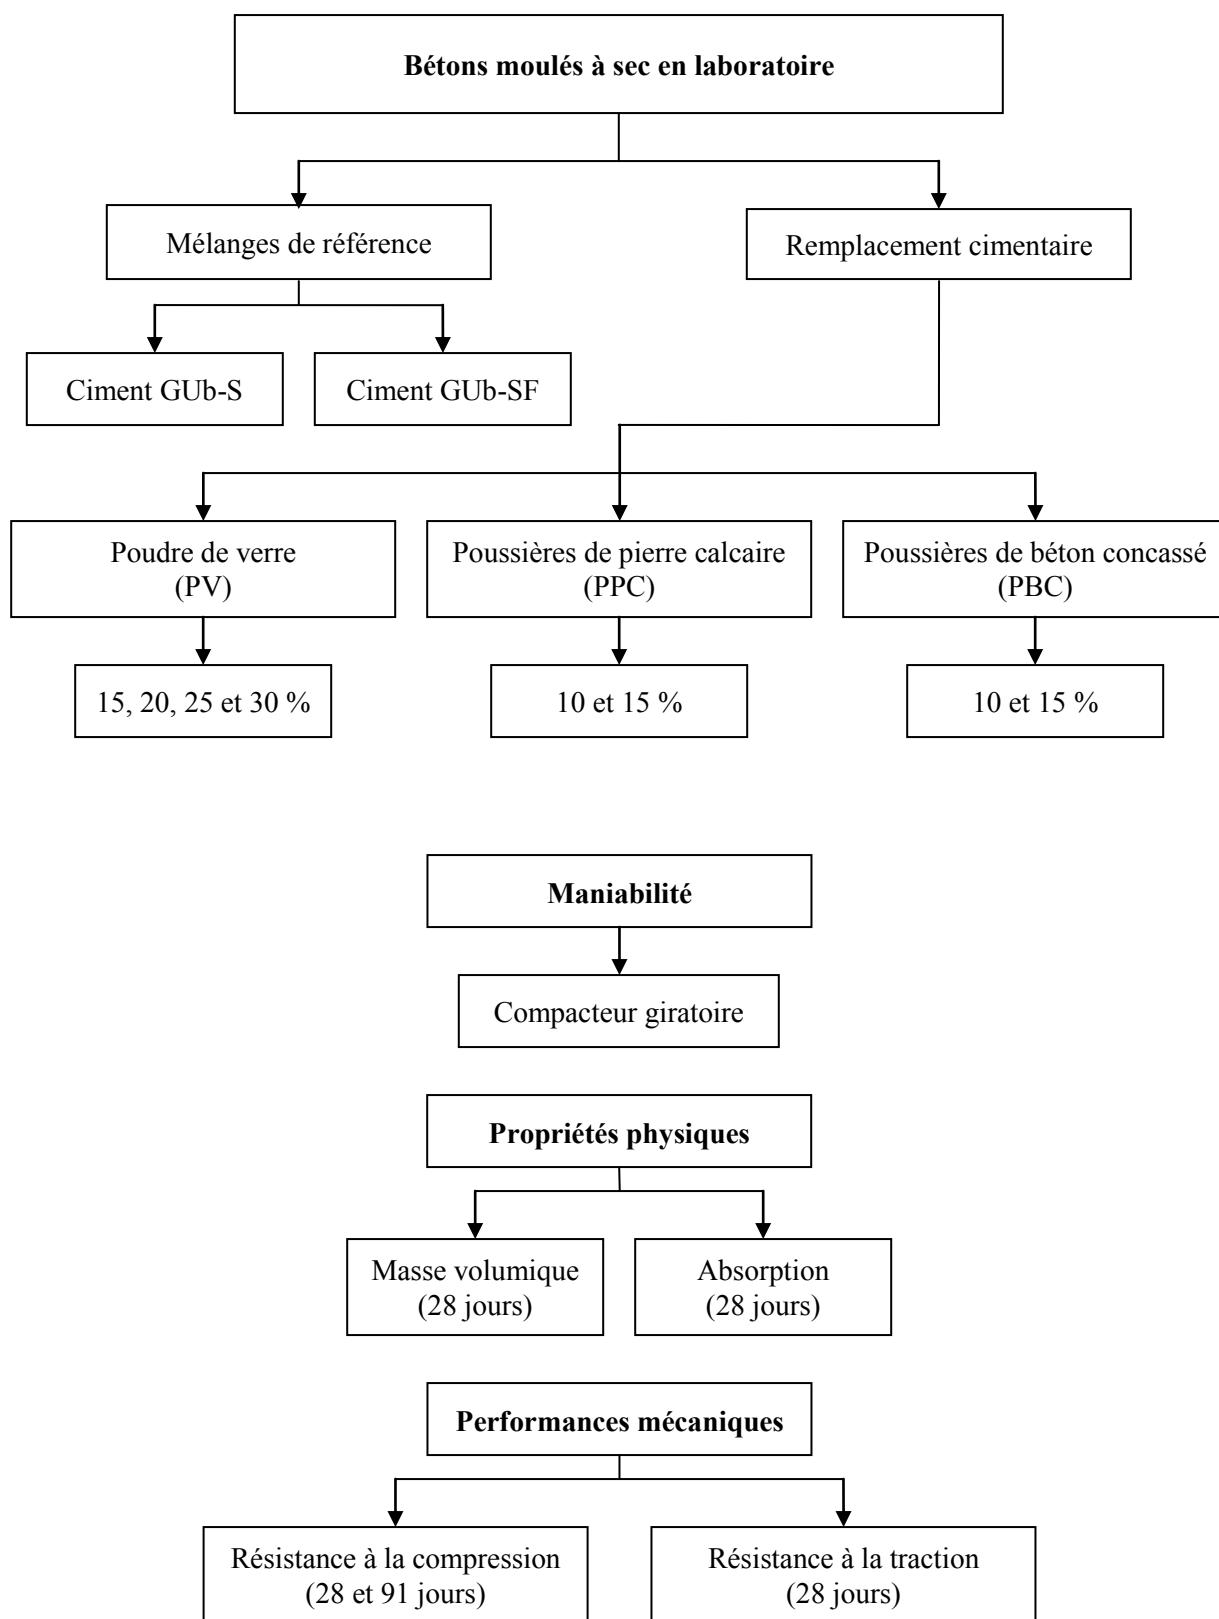 Bétons moulés à sec en laboratoire
Mélanges de référence
Remplacement cimentaire
Ciment GUb-S
Ciment GUb-SF
Poudre de verre
(PV)
Poussières de pierre calcaire
(PPC)
Poussières de béton concassé
(PBC)
15, 20, 25 et 30 %
10 et 15 %
10 et 15 %
Maniabilité
Compacteur giratoire
Propriétés physiques
Masse volumique
(28 jours)
Absorption
(28 jours)
Performances mécaniques
Résistance à la compression
(28 et 91 jours)
Résistance à la traction
(28 jours)